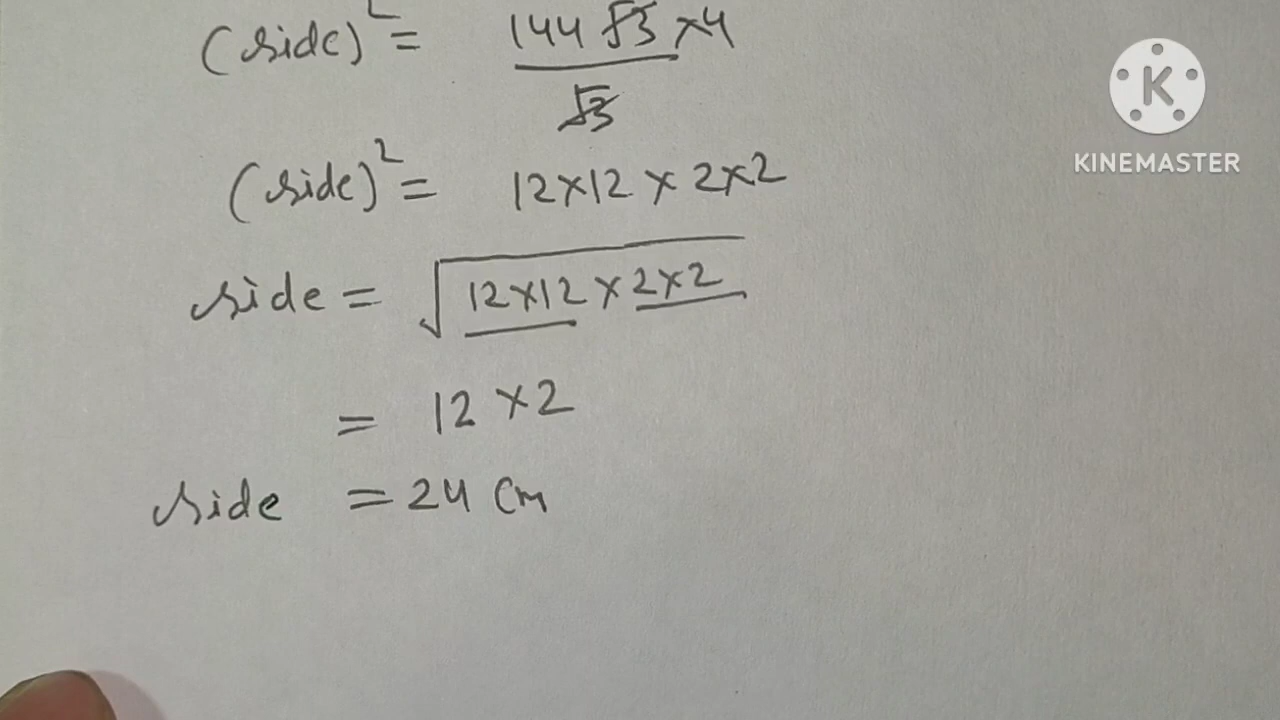 (side)² = 144√3 × 4
√3
(side)² = 12×12 × 2×2
side = √12×12 × 2×2
= 12 × 2
side = 24 cm
K
KINEMASTER